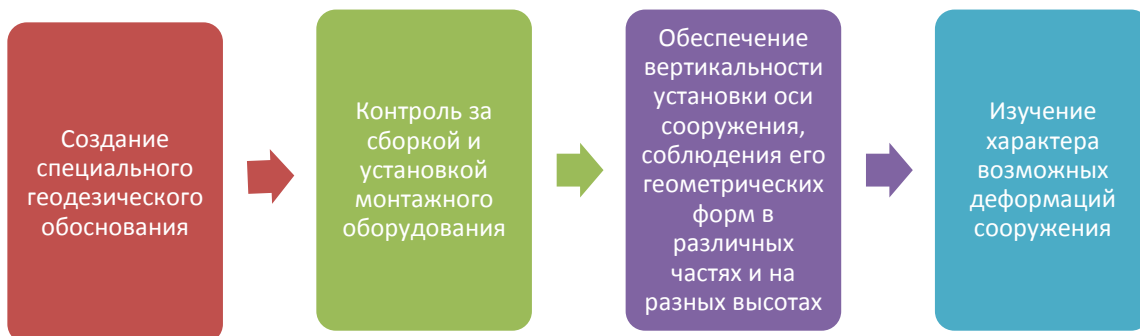 Создание
специального
геодезического
обоснования
Контроль за
сборкой и
установкой
монтажного
оборудования
Обеспечение
вертикальности
установки оси
сооружения,
соблюдения его
геометрических
форм в
различных
частях и на
разных высотах
Изучение
характера
возможных
деформаций
сооружения